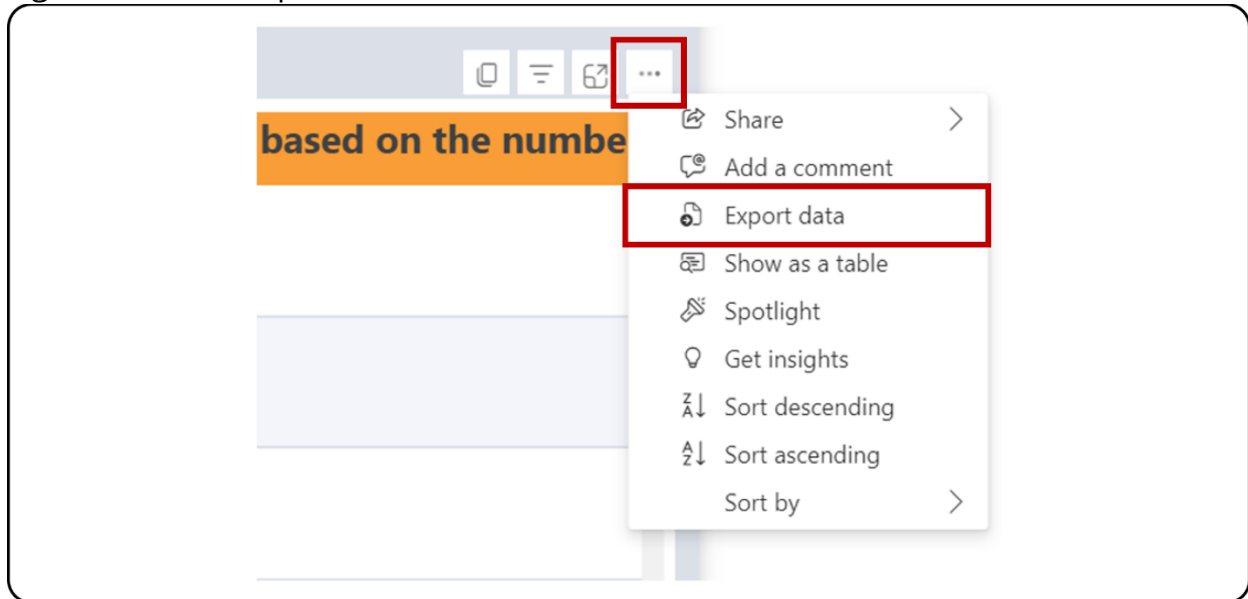 based on the numbe
Share
Add a comment
Export data
Show as a table
Spotlight
Get insights
Sort descending
Sort ascending
Sort by